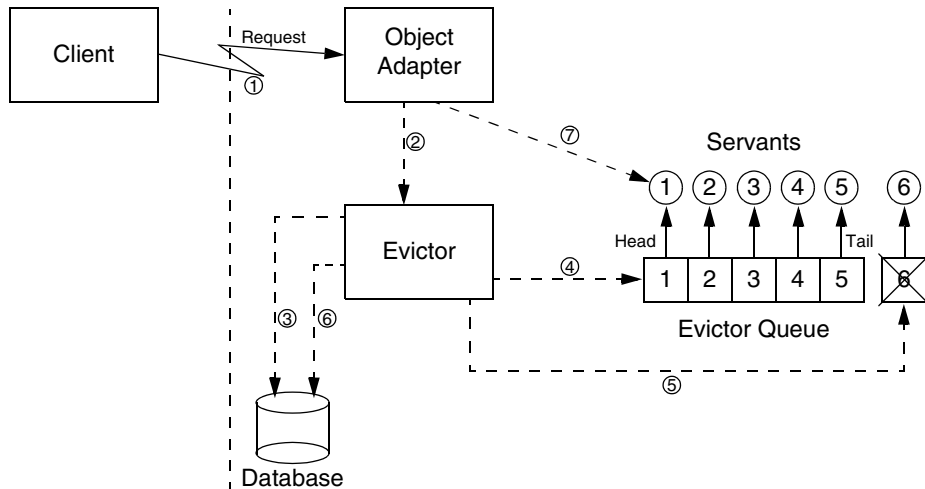 Client
Request
①
Object
Adapter
②
⑦
Servants
1 2 3 4 5 6
Evictor
Head
Tail
④
1 2 3 4 5 6
Evictor Queue
③
⑥
⑤
Database